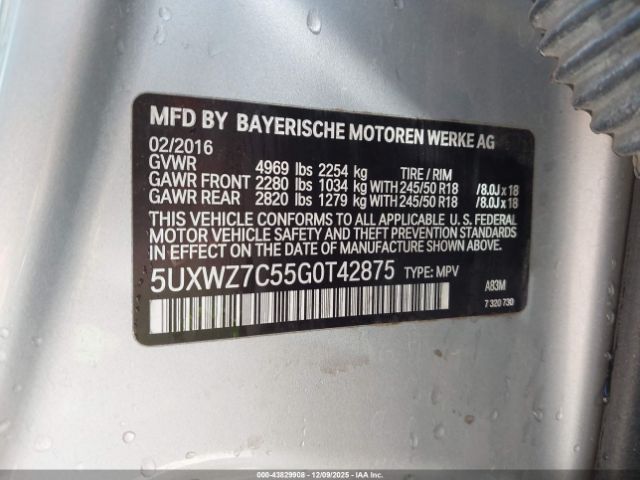 MFD BY BAYERISCHE MOTOREN WERKE AG
02/2016
GVWR 4969 lbs 2254 kg TIRE / RIM
GAWR FRONT 2280 lbs 1034 kg WITH 245/50 R18 /8.0J x 18
GAWR REAR 2820 lbs 1279 kg WITH 245/50 R18 /8.0J x 18
THIS VEHICLE CONFORMS TO ALL APPLICABLE U.S. FEDERAL
MOTOR VEHICLE SAFETY AND THEFT PREVENTION STANDARDS
IN EFFECT ON THE DATE OF MANUFACTURE SHOWN ABOVE.
5UXWZ7C55G0T42875 TYPE: MPV
A83M
7 320 730
000-43829908 - 12/09/2025 - COPYRIGHT IAA, LLC.